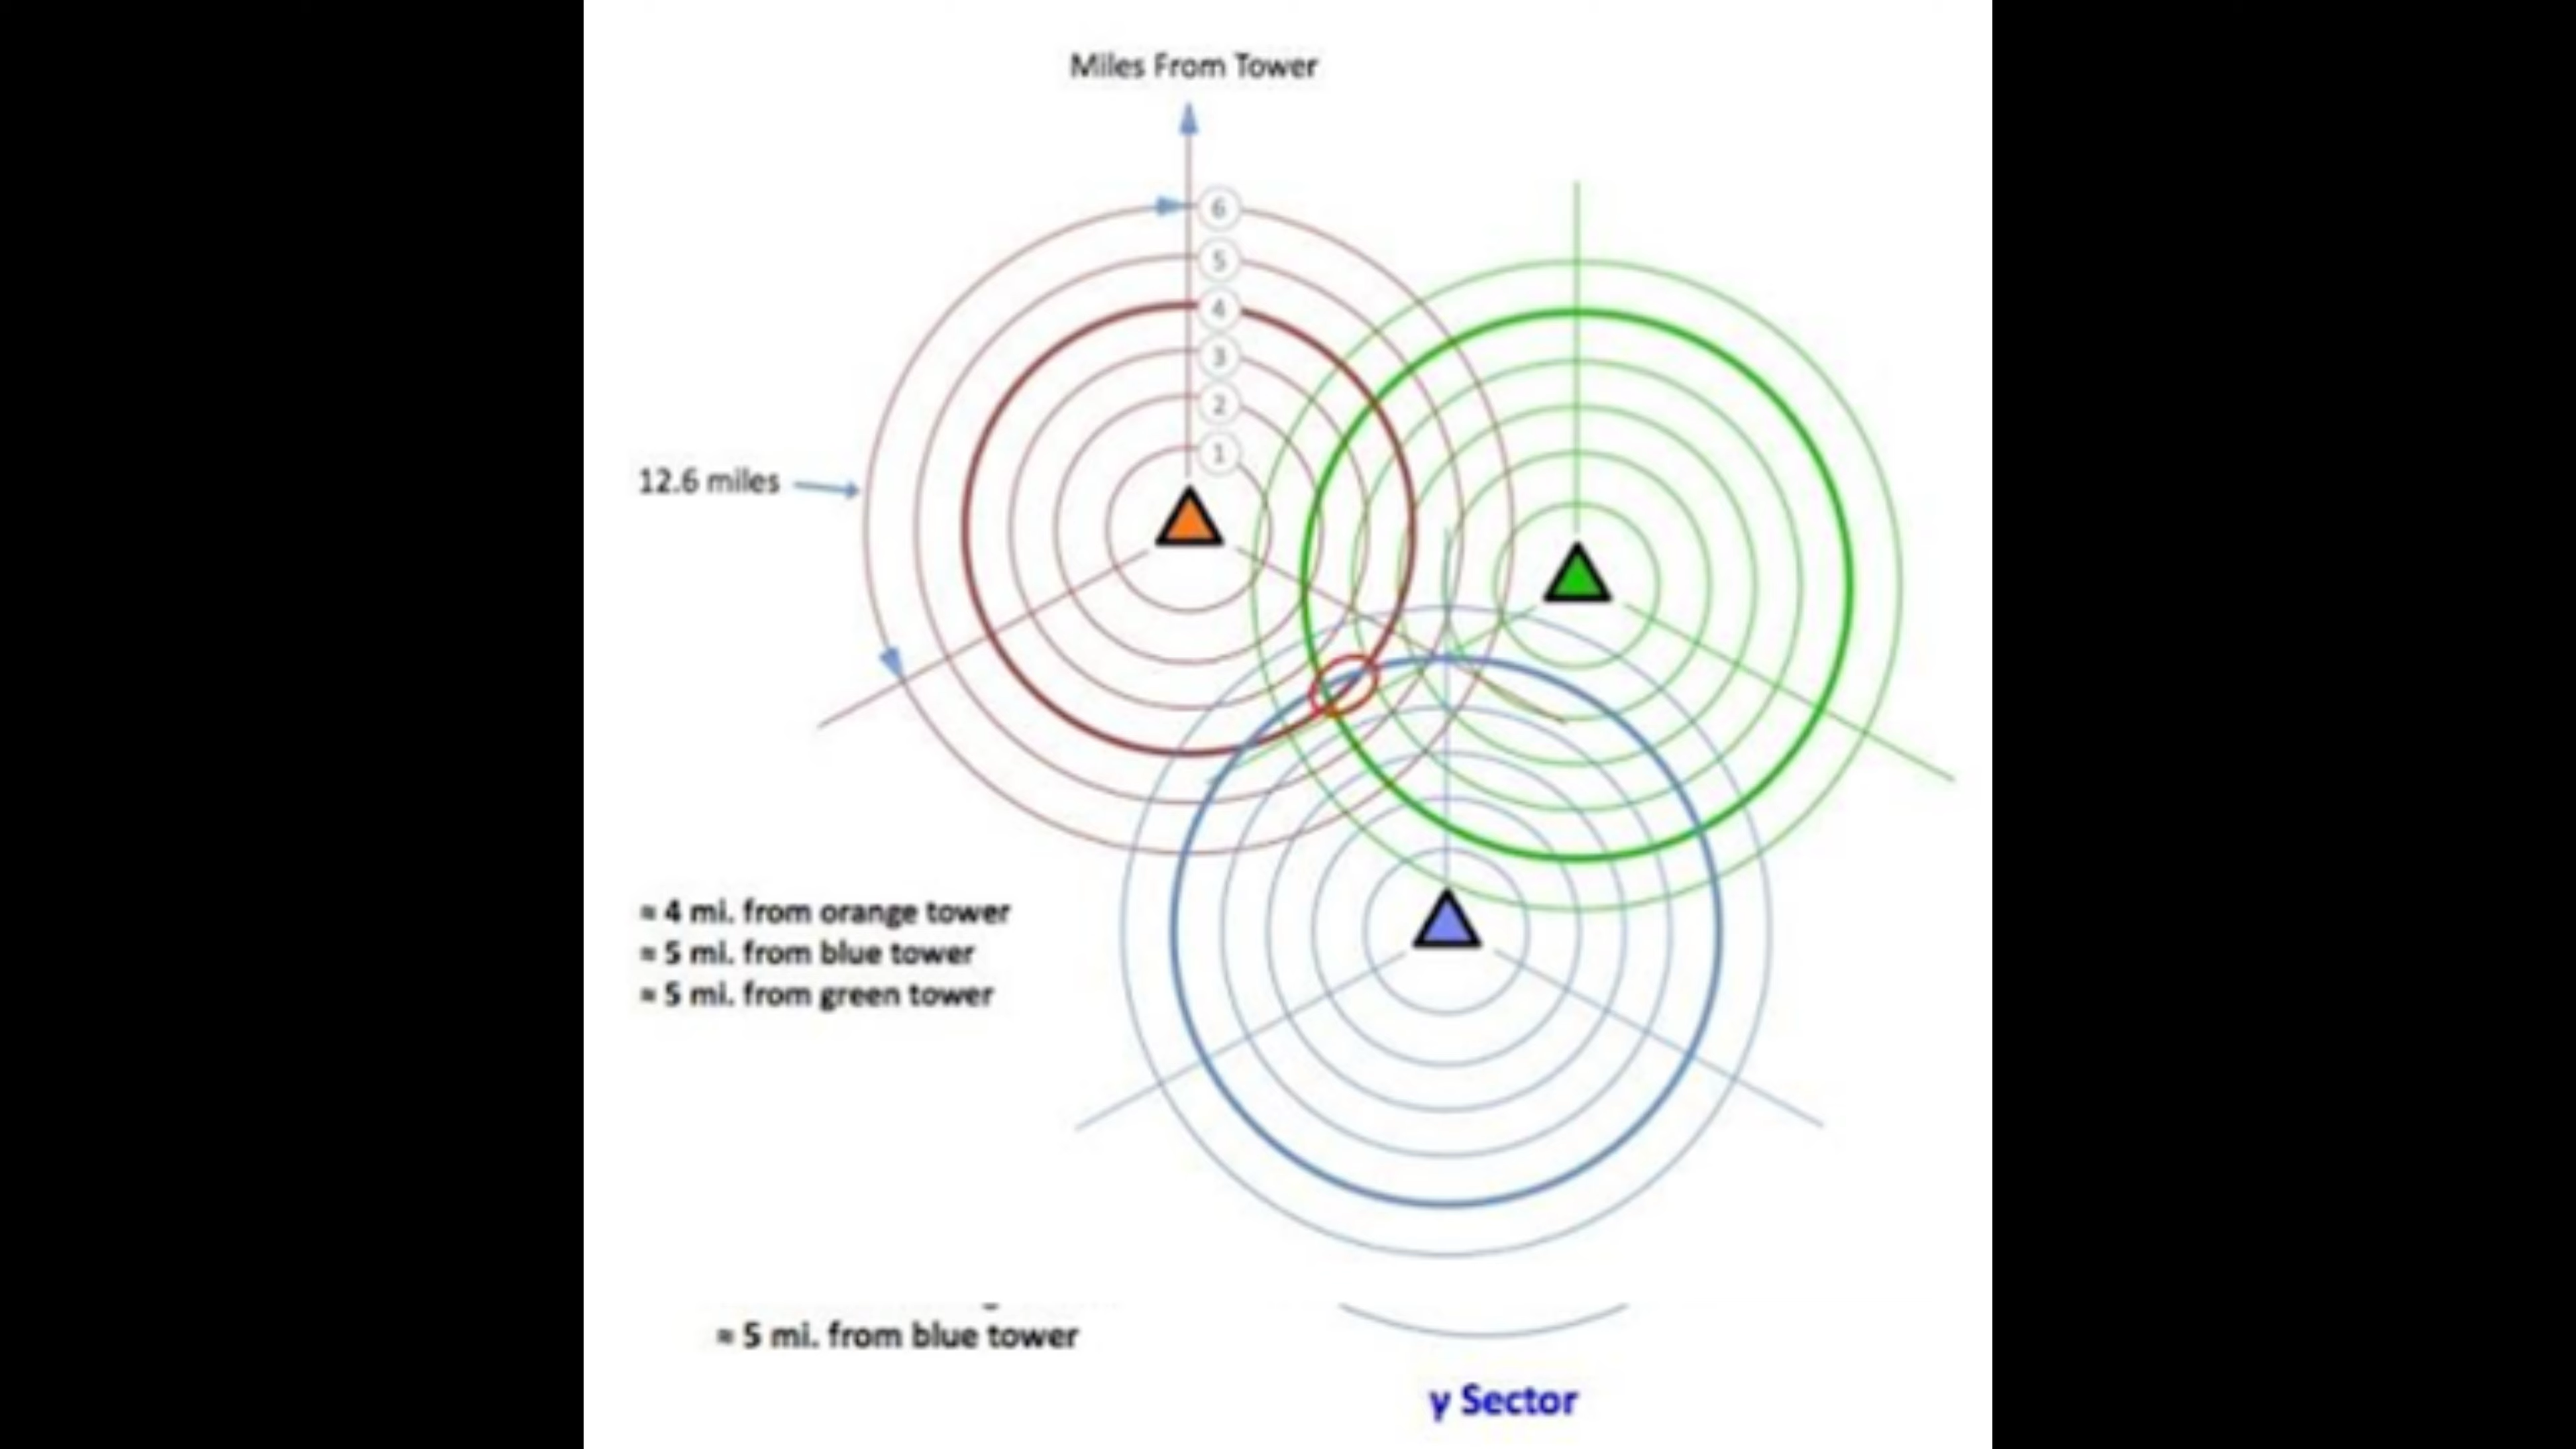 Miles From Tower
6
5
4
3
2
1
12.6 miles
≈ 4 mi. from orange tower
≈ 5 mi. from blue tower
≈ 5 mi. from green tower
≈ 5 mi. from blue tower
γ Sector